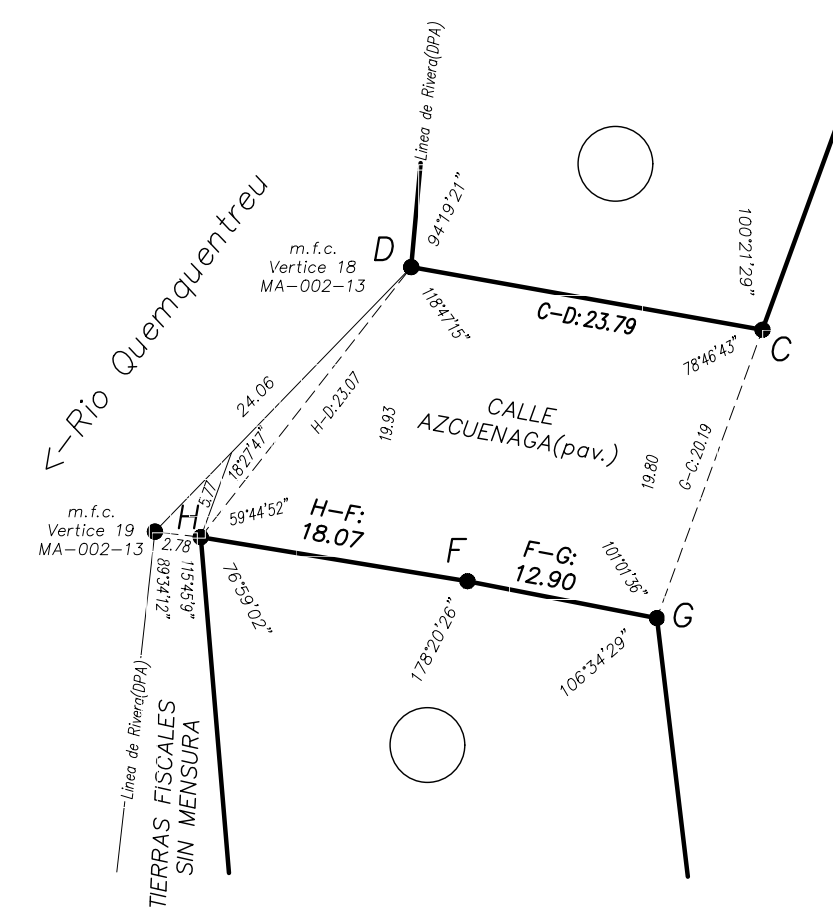 Linea de Rivera(DPA)
94°19'21"
100°21'29"
<-Rio Quemquentreu
m.f.c.
Vertice 18
MA-002-13
D
118°47'15"
C-D:23.79
78°46'43"
C
24.06
H-D:23.07
19.93
CALLE
AZCUENAGA(pav.)
19.80
G-C:20.19
18°27'47"
5.77
m.f.c.
Vertice 19
MA-002-13
2.78
H
59°44'52"
H-F:
18.07
F
F-G:
12.90
101°01'36"
G
89°34'12"
115°45'9"
76°59'02"
178°20'26"
106°34'29"
Linea de Rivera(DPA)
TIERRAS FISCALES
SIN MENSURA